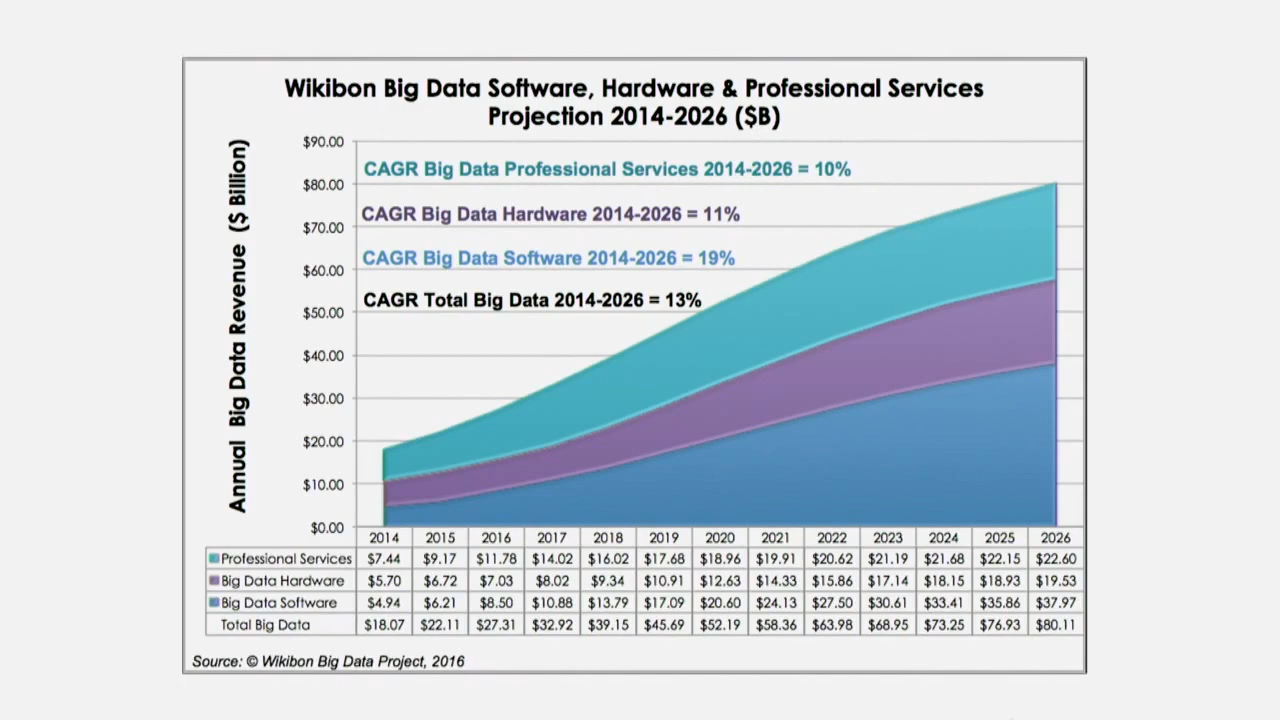 Wikibon Big Data Software, Hardware & Professional Services
Projection 2014-2026 ($B)
Annual Big Data Revenue ($ Billion)
$90.00
$80.00
$70.00
$60.00
$50.00
$40.00
$30.00
$20.00
$10.00
$0.00
CAGR Big Data Professional Services 2014-2026 = 10%
CAGR Big Data Hardware 2014-2026 = 11%
CAGR Big Data Software 2014-2026 = 19%
CAGR Total Big Data 2014-2026 = 13%
2014 2015 2016 2017 2018 2019 2020 2021 2022 2023 2024 2025 2026
Professional Services $7.44 $9.17 $11.78 $14.02 $16.02 $17.68 $18.96 $19.91 $20.62 $21.19 $21.68 $22.15 $22.60
Big Data Hardware $5.70 $6.72 $7.03 $8.02 $9.34 $10.91 $12.63 $14.33 $15.86 $17.14 $18.15 $18.93 $19.53
Big Data Software $4.94 $6.21 $8.50 $10.88 $13.79 $17.09 $20.60 $24.13 $27.50 $30.61 $33.41 $35.86 $37.97
Total Big Data $18.07 $22.11 $27.31 $32.92 $39.15 $45.69 $52.19 $58.36 $63.98 $68.95 $73.25 $76.93 $80.11
Source: © Wikibon Big Data Project, 2016